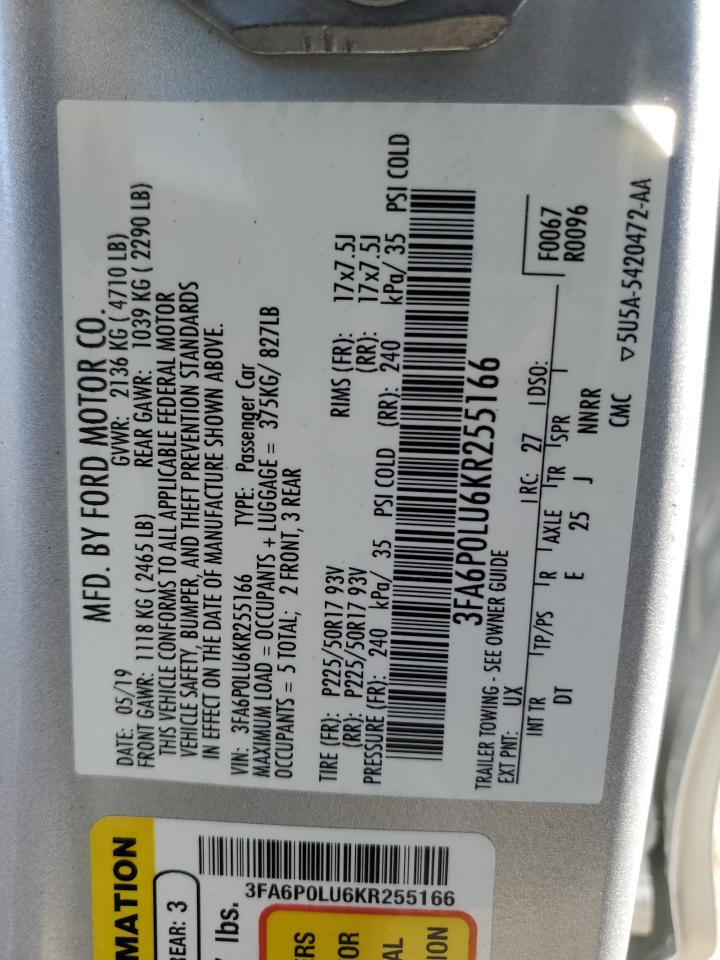 MFD. BY FORD MOTOR CO.
DATE: 05/19 GVWR: 2136 KG ( 4710 LB)
FRONT GAWR: 1118 KG ( 2465 LB) REAR GAWR: 1039 KG ( 2290 LB)
THIS VEHICLE CONFORMS TO ALL APPLICABLE FEDERAL MOTOR
VEHICLE SAFETY, BUMPER, AND THEFT PREVENTION STANDARDS
IN EFFECT ON THE DATE OF MANUFACTURE SHOWN ABOVE.
VIN: 3FA6P0LU6KR255166 TYPE: Passenger Car
MAXIMUM LOAD = OCCUPANTS + LUGGAGE = 375KG/ 827LB
OCCUPANTS = 5 TOTAL; 2 FRONT, 3 REAR
TIRE (FR): P225/50R17 93V RIMS (FR): 17x7.5J
(RR): P225/50R17 93V (RR): 17x7.5J
PRESSURE (FR): 240 kPa/ 35 PSI COLD (RR): 240 kPa/ 35 PSI COLD
3FA6P0LU6KR255166
TRAILER TOWING - SEE OWNER GUIDE
EXT PNT: UX RC: 27 DSO: F0067
R0096
INT TR TP/PS R AXLE TR SPR
DT E 25 J NNRR
CMC ▽5U5A-5420472-AA
MATION
REAR: 3
lbs.
3FA6P0LU6KR255166
RS
OR
AL
ION